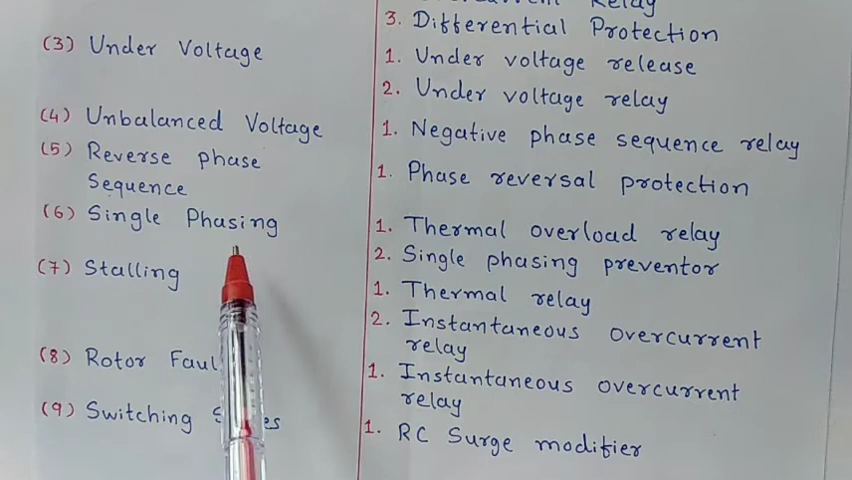 Relay
3. Differential Protection
(3) Under Voltage
1. Under voltage release
2. Under voltage relay
(4) Unbalanced Voltage
1. Negative phase sequence relay
(5) Reverse phase
Sequence
1. Phase reversal protection
(6) Single Phasing
1. Thermal overload relay
2. Single phasing preventor
(7) Stalling
1. Thermal relay
2. Instantaneous overcurrent
relay
(8) Rotor
1. Instantaneous overcurrent
relay
(9) Switching
1. RC Surge modifier